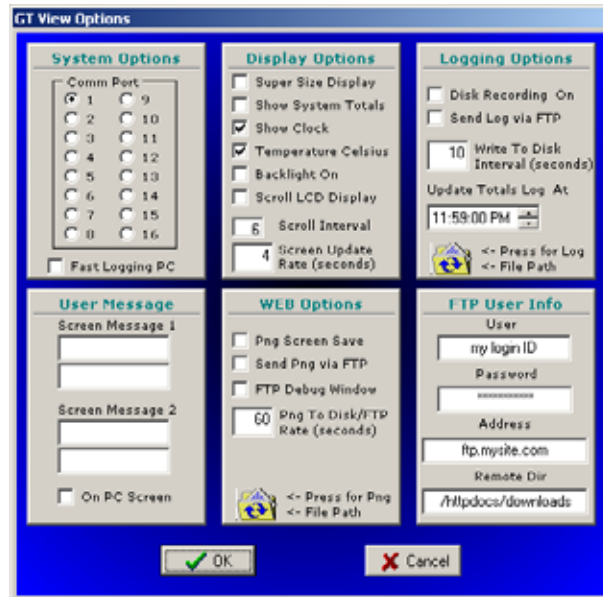 GT View Options
System Options
Comm Port
1 9
2 10
3 11
4 12
5 13
6 14
7 15
8 16
Fast Logging PC
Display Options
Super Size Display
Show System Totals
Show Clock
Temperature Celsius
Backlight On
Scroll LCD Display
6 Scroll Interval
4 Screen Update
Rate (seconds)
Logging Options
Disk Recording On
Send Log via FTP
10 Write To Disk
Interval (seconds)
Update Totals Log At
11:59:00 PM
<- Press for Log
<- File Path
User Message
Screen Message 1
Screen Message 2
On PC Screen
WEB Options
Png Screen Save
Send Png via FTP
FTP Debug Window
60 Png To Disk/FTP
Rate (seconds)
<- Press for Png
<- File Path
FTP User Info
User
my login ID
Password
**********
Address
ftp.mysite.com
Remote Dir
/httpdocs/downloads
OK
Cancel